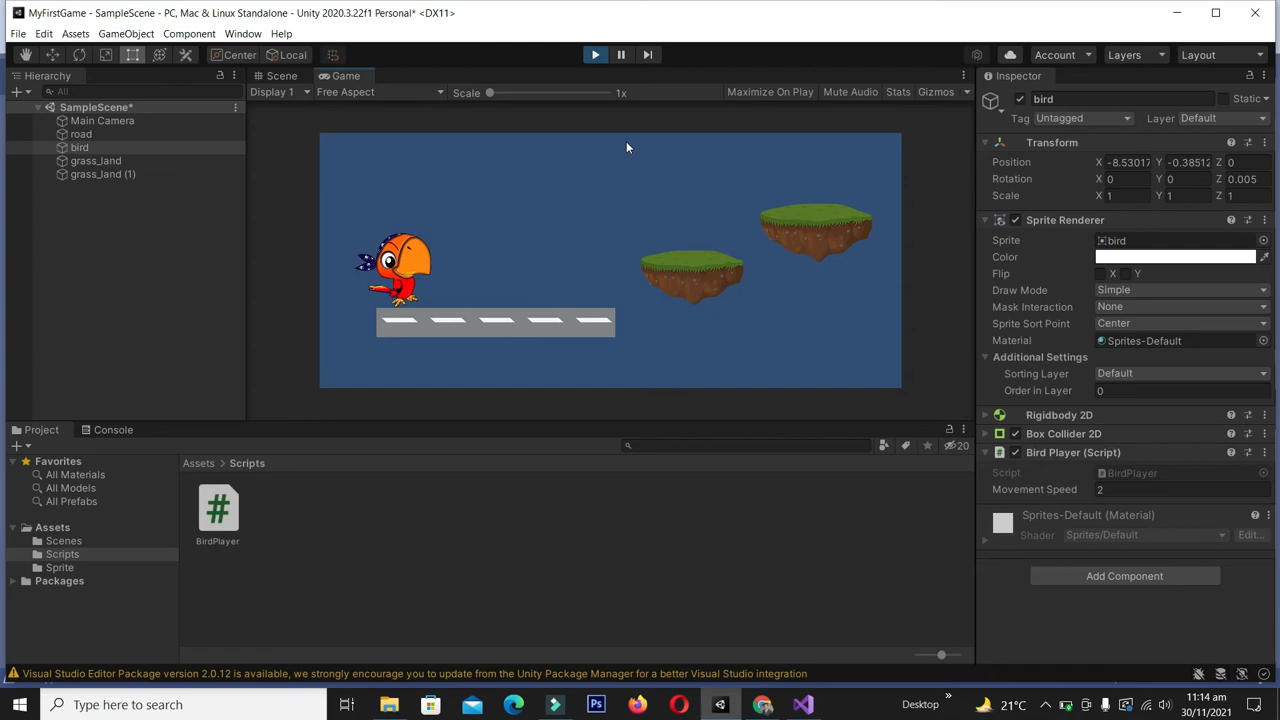 MyFirstGame - SampleScene - PC, Mac & Linux Standalone - Unity 2020.3.22f1 Personal* <DX11>
File Edit Assets GameObject Component Window Help
Center Local Account Layers Layout
Hierarchy Scene Game Inspector
All Display 1 Free Aspect Scale 1x Maximize On Play Mute Audio Stats Gizmos
bird Static
SampleScene*
Tag Untagged Layer Default
Main Camera
road
bird
grass_land
grass_land (1)
Transform
Position X -8.53017 Y -0.38512 Z 0
Rotation X 0 Y 0 Z 0.005
Scale X 1 Y 1 Z 1
Sprite Renderer
Sprite bird
Color
Flip X Y
Draw Mode Simple
Mask Interaction None
Sprite Sort Point Center
Material Sprites-Default
Additional Settings
Sorting Layer Default
Order in Layer 0
Rigidbody 2D
Box Collider 2D
Bird Player (Script)
Script BirdPlayer
Movement Speed 2
Sprites-Default (Material)
Shader Sprites/Default Edit...
Add Component
Project Console
20
Favorites
All Materials
All Models
All Prefabs
Assets
Scenes
Scripts
Sprite
Packages
Assets > Scripts
BirdPlayer
Visual Studio Editor Package version 2.0.12 is available, we strongly encourage you to update from the Unity Package Manager for a better Visual Studio integration
Type here to search
Ps
Desktop
»
21°C
11:14 am
30/11/2021